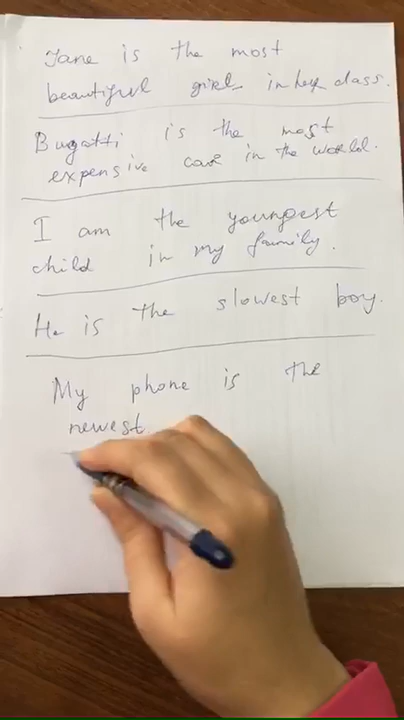 Jane is the most
beautiful girl in her class.
Bugatti is the most
expensive car in the world.
I am the youngest
child in my family.
He is the slowest boy.
My phone is the
newest